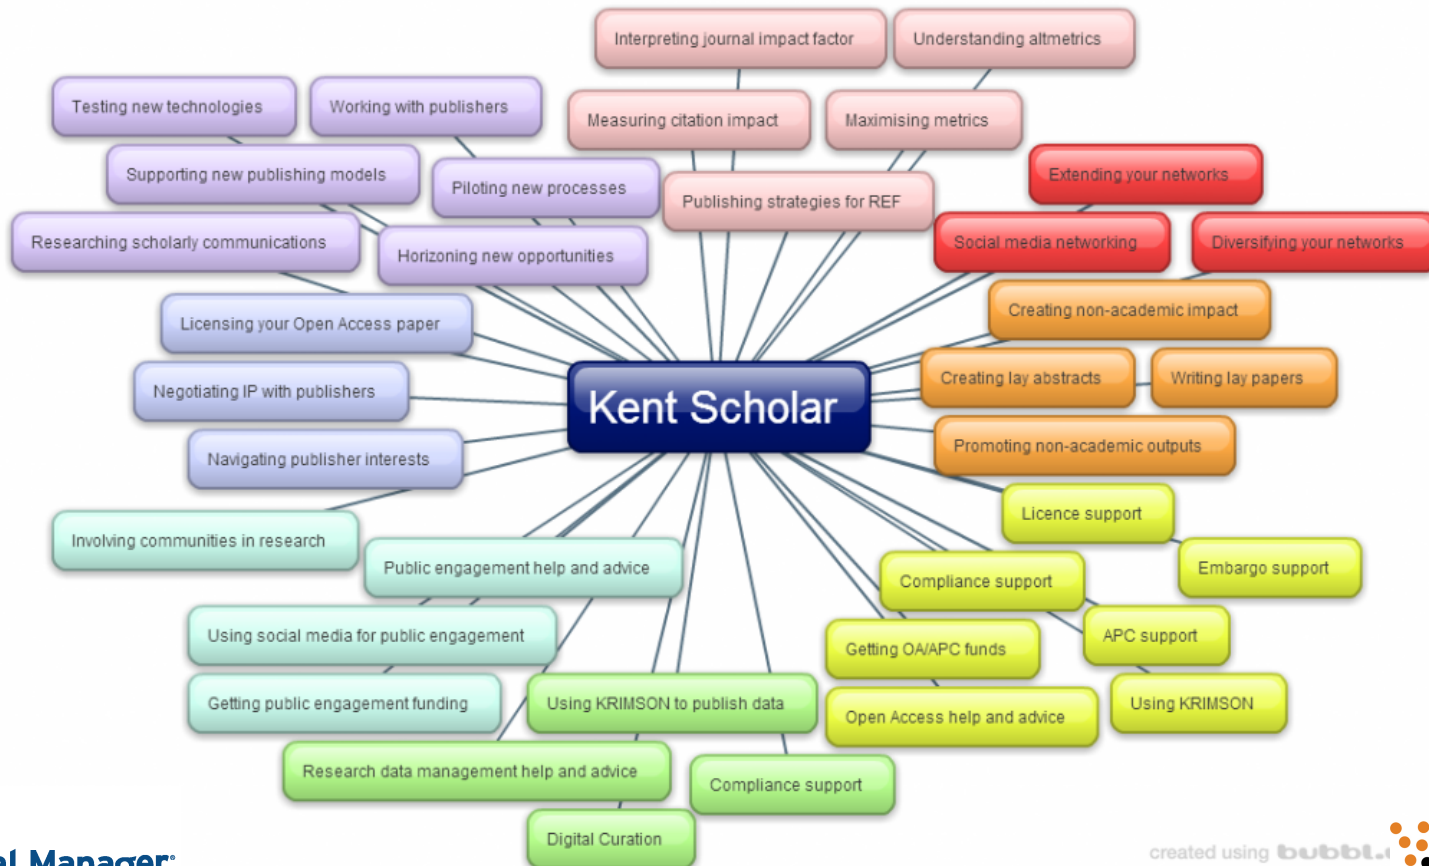 Interpreting journal impact factor
Understanding altmetrics
Testing new technologies
Working with publishers
Measuring citation impact
Maximising metrics
Supporting new publishing models
Piloting new processes
Publishing strategies for REF
Extending your networks
Researching scholarly communications
Horizoning new opportunities
Social media networking
Diversifying your networks
Licensing your Open Access paper
Creating non-academic impact
Negotiating IP with publishers
Kent Scholar
Creating lay abstracts
Writing lay papers
Navigating publisher interests
Promoting non-academic outputs
Involving communities in research
Public engagement help and advice
Licence support
Compliance support
Embargo support
Using social media for public engagement
Getting OA/APC funds
APC support
Getting public engagement funding
Using KRIMSON to publish data
Open Access help and advice
Using KRIMSON
Research data management help and advice
Compliance support
Digital Curation
al Manager
created using bubbl.